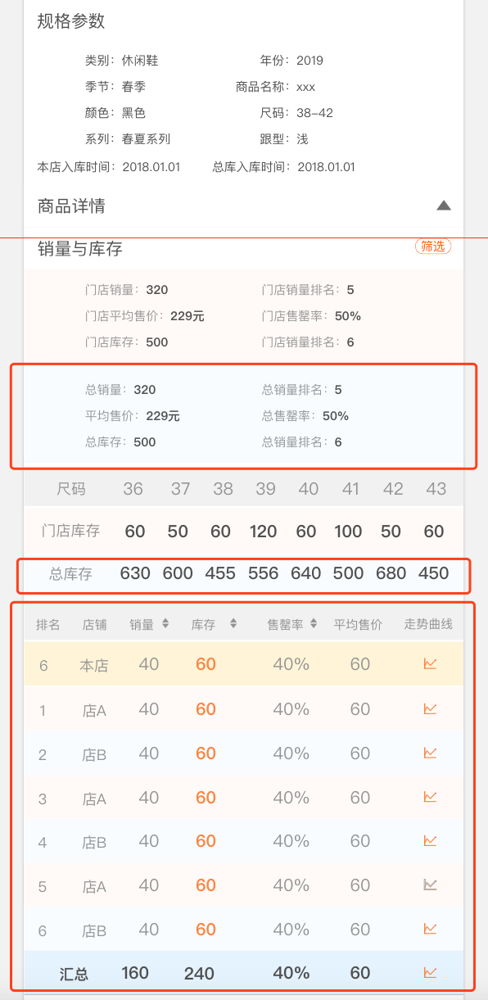 规格参数
类别：休闲鞋 年份：2019
季节：春季 商品名称：xxx
颜色：黑色 尺码：38-42
系列：春夏系列 跟型：浅
本店入库时间：2018.01.01 总库入库时间：2018.01.01
商品详情
销量与库存 筛选
门店销量：320 门店销量排名：5
门店平均售价：229元 门店售罄率：50%
门店库存：500 门店销量排名：6
总销量：320 总销量排名：5
平均售价：229元 总售罄率：50%
总库存：500 总销量排名：6
尺码 36 37 38 39 40 41 42 43
门店库存 60 50 60 120 60 100 50 60
总库存 630 600 455 556 640 500 680 450
排名 店铺 销量 库存 售罄率 平均售价 走势曲线
6 本店 40 60 40% 60
1 店A 40 60 40% 60
2 店B 40 60 40% 60
3 店A 40 60 40% 60
4 店B 40 60 40% 60
5 店A 40 60 40% 60
6 店B 40 60 40% 60
汇总 160 240 40% 60